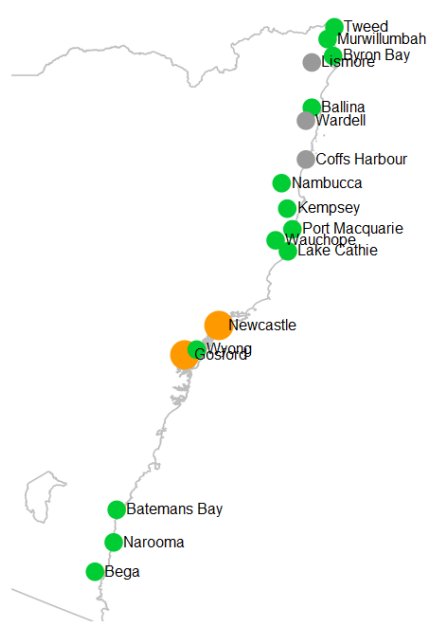 Tweed
Murwillumbah
Byron Bay
Lismore
Ballina
Wardell
Coffs Harbour
Nambucca
Kempsey
Port Macquarie
Wauchope
Lake Cathie
Newcastle
Wyong
Gosford
Batemans Bay
Narooma
Bega